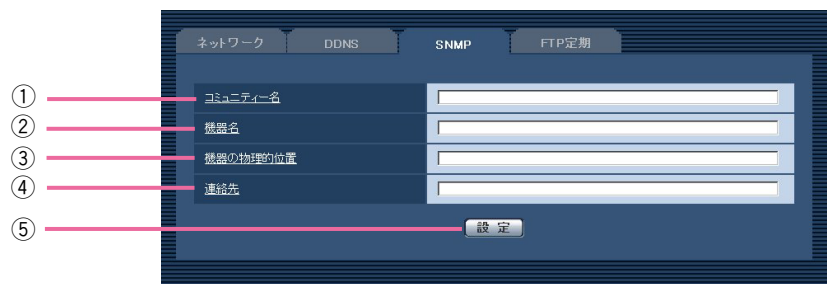 ネットワーク DDNS SNMP FTP定期
① コミュニティー名
② 機器名
③ 機器の物理的位置
④ 連絡先
⑤ 設定